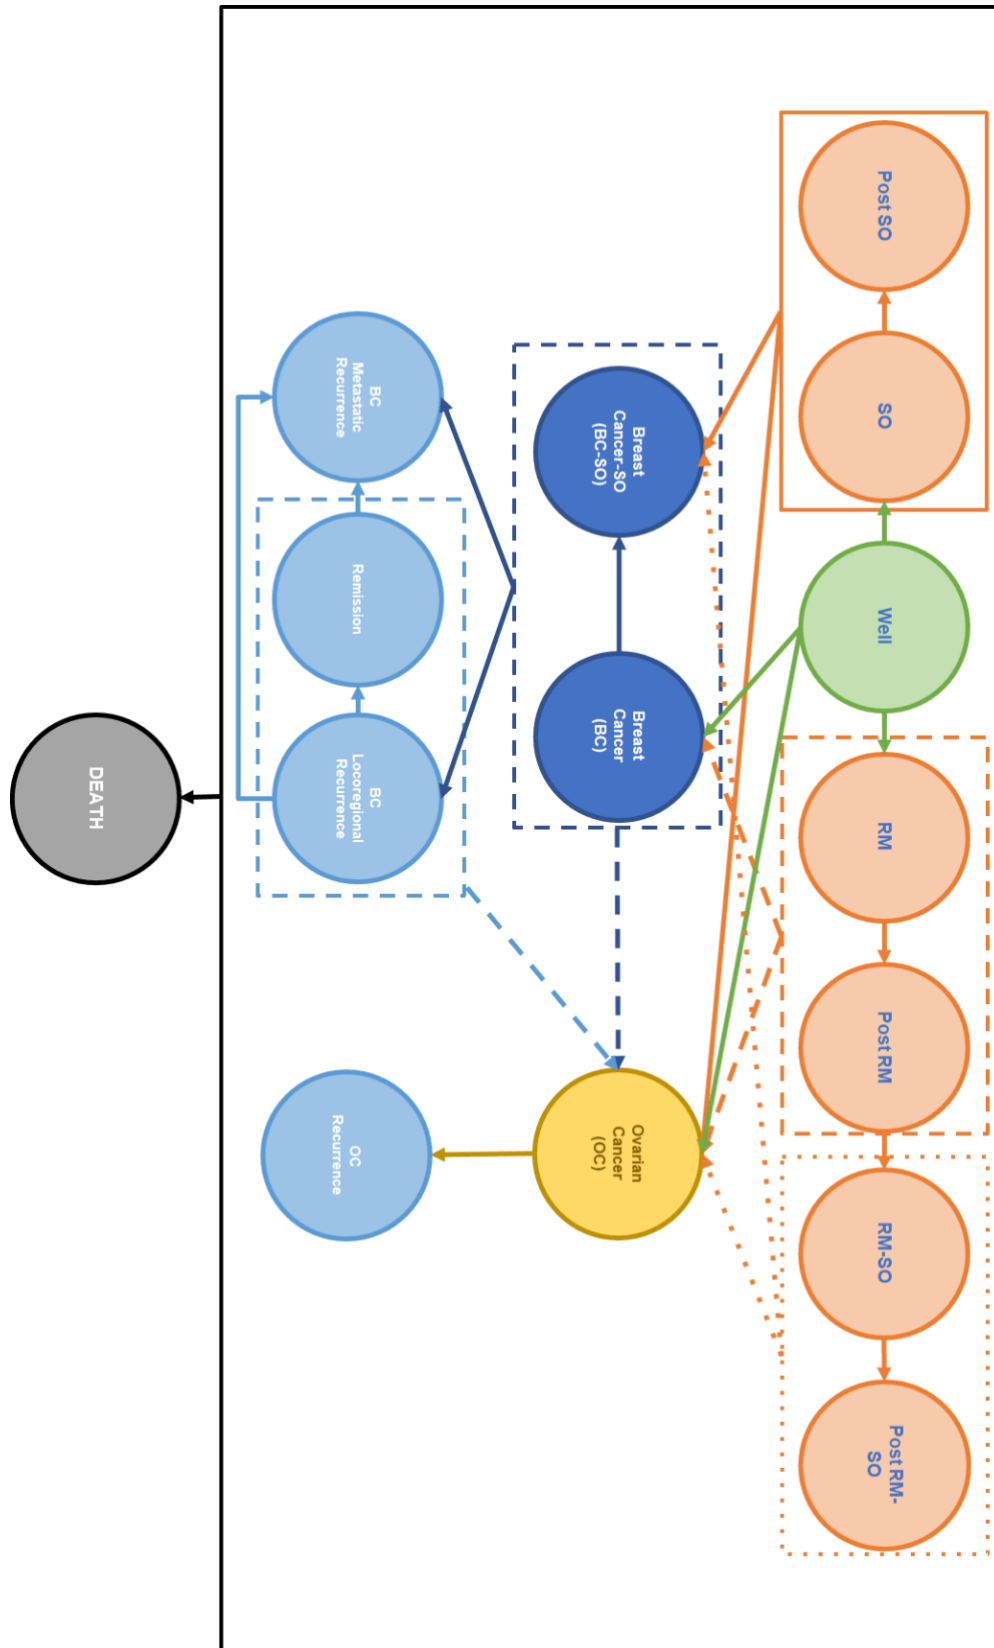 Post SO
SO
Well
RM
Post RM
RM-SO
Post RM-
SO
Breast
Cancer-SO
(BC-SO)
Breast
Cancer
(BC)
Ovarian
Cancer
(OC)
BC
Metastatic
Recurrence
Remission
BC
Locoregional
Recurrence
OC
Recurrence
DEATH